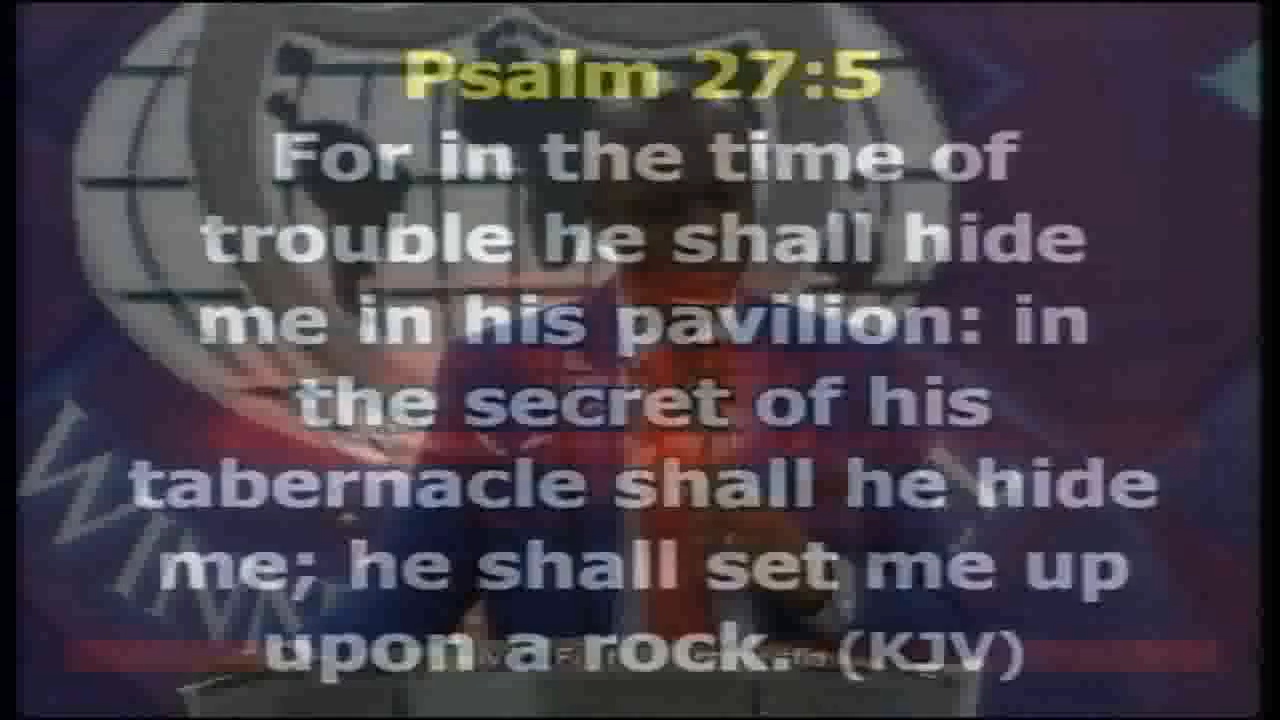 Psalm 27:5
For in the time of
trouble he shall hide
me in his pavilion: in
the secret of his
tabernacle shall he hide
me; he shall set me up
upon a rock. (KJV)
WINN